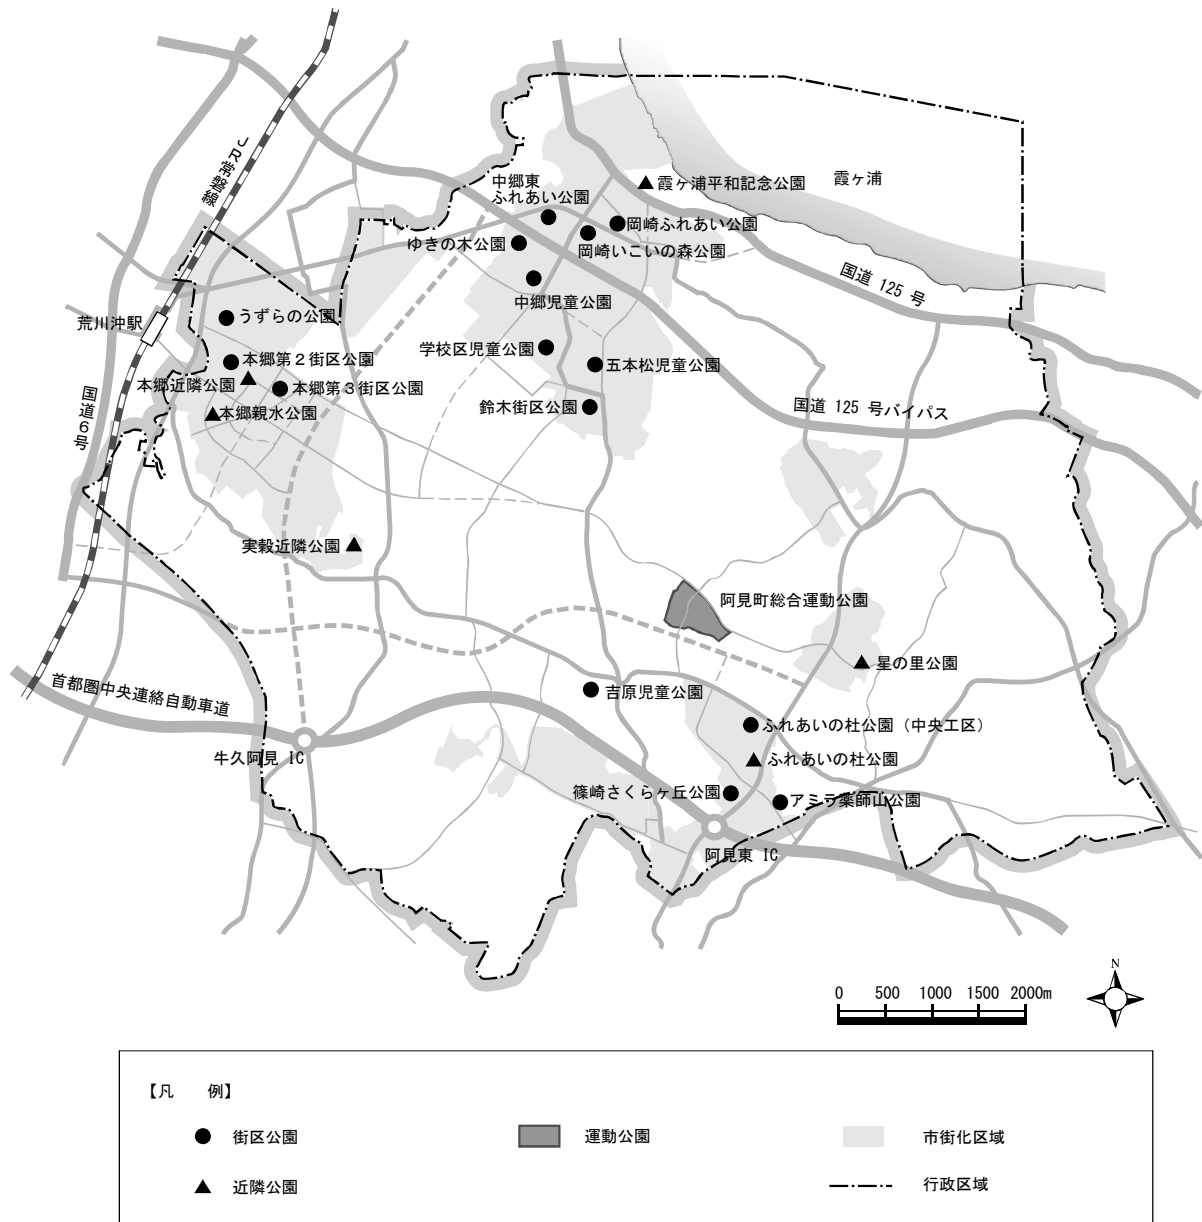 JR常磐線
中郷東
ふれあい公園
霞ヶ浦平和記念公園
霞ヶ浦
岡崎ふれあい公園
ゆきの木公園
岡崎いこいの森公園
国道 125 号
中郷児童公園
うずらの公園
荒川沖駅
学校区児童公園
本郷第2街区公園
五本松児童公園
本郷近隣公園
本郷第3街区公園
国道6号
鈴木街区公園
国道 125 号バイパス
本郷親水公園
実穀近隣公園
阿見町総合運動公園
星の里公園
首都圏中央連絡自動車道
吉原児童公園
ふれあいの杜公園（中央工区）
牛久阿見 IC
ふれあいの杜公園
篠崎さくらヶ丘公園
アミラ薬師山公園
阿見東 IC
N
0 500 1000 1500 2000m
【凡 例】
街区公園
運動公園
市街化区域
近隣公園
行政区域